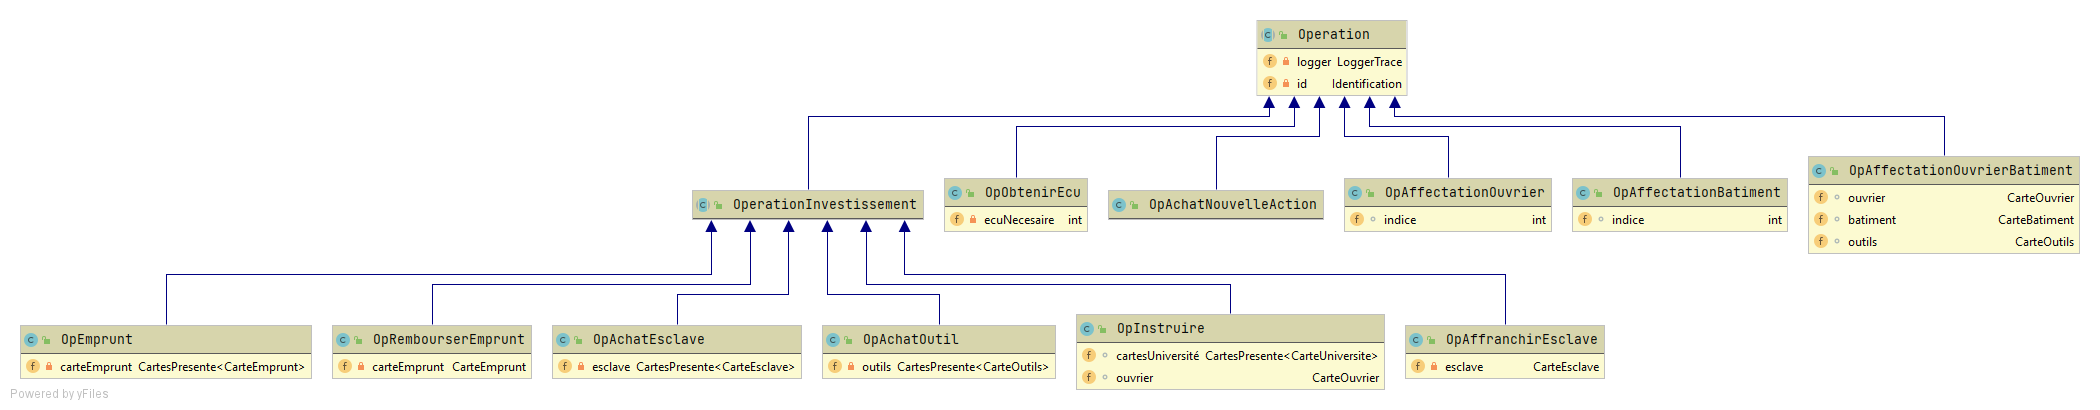 Operation
logger LoggerTrace
id Identification
OperationInvestissement
OpObtenirEcu
ecuNecesaire int
OpAchatNouvelleAction
OpAffectationOuvrier
indice int
OpAffectationBatiment
indice int
OpAffectationOuvrierBatiment
ouvrier CarteOuvrier
batiment CarteBatiment
outils CarteOutils
OpEmprunt
carteEmprunt CartesPresente<CarteEmprunt>
OpRembourserEmprunt
carteEmprunt CarteEmprunt
OpAchatEsclave
esclave CartesPresente<CarteEsclave>
OpAchatOutil
outils CartesPresente<CarteOutils>
OpInstruire
cartesUniversité CartesPresente<CarteUniversite>
ouvrier CarteOuvrier
OpAffranchirEsclave
esclave CarteEsclave
Powered by yFiles